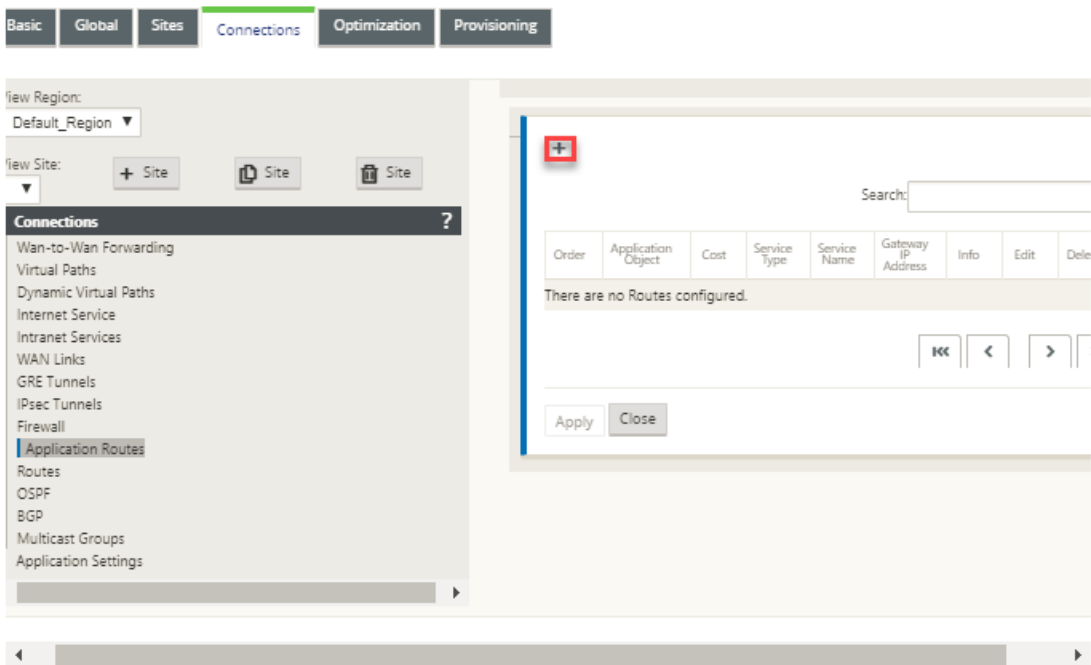 Basic Global Sites Connections Optimization Provisioning
View Region:
Default_Region
View Site:
+ Site Site Site
Connections ?
Wan-to-Wan Forwarding
Virtual Paths
Dynamic Virtual Paths
Internet Service
Intranet Services
WAN Links
GRE Tunnels
IPsec Tunnels
Firewall
Application Routes
Routes
OSPF
BGP
Multicast Groups
Application Settings
+
Search:
Order Application Object Cost Service Type Service Name Gateway IP Address Info Edit Dele
There are no Routes configured.
Apply Close